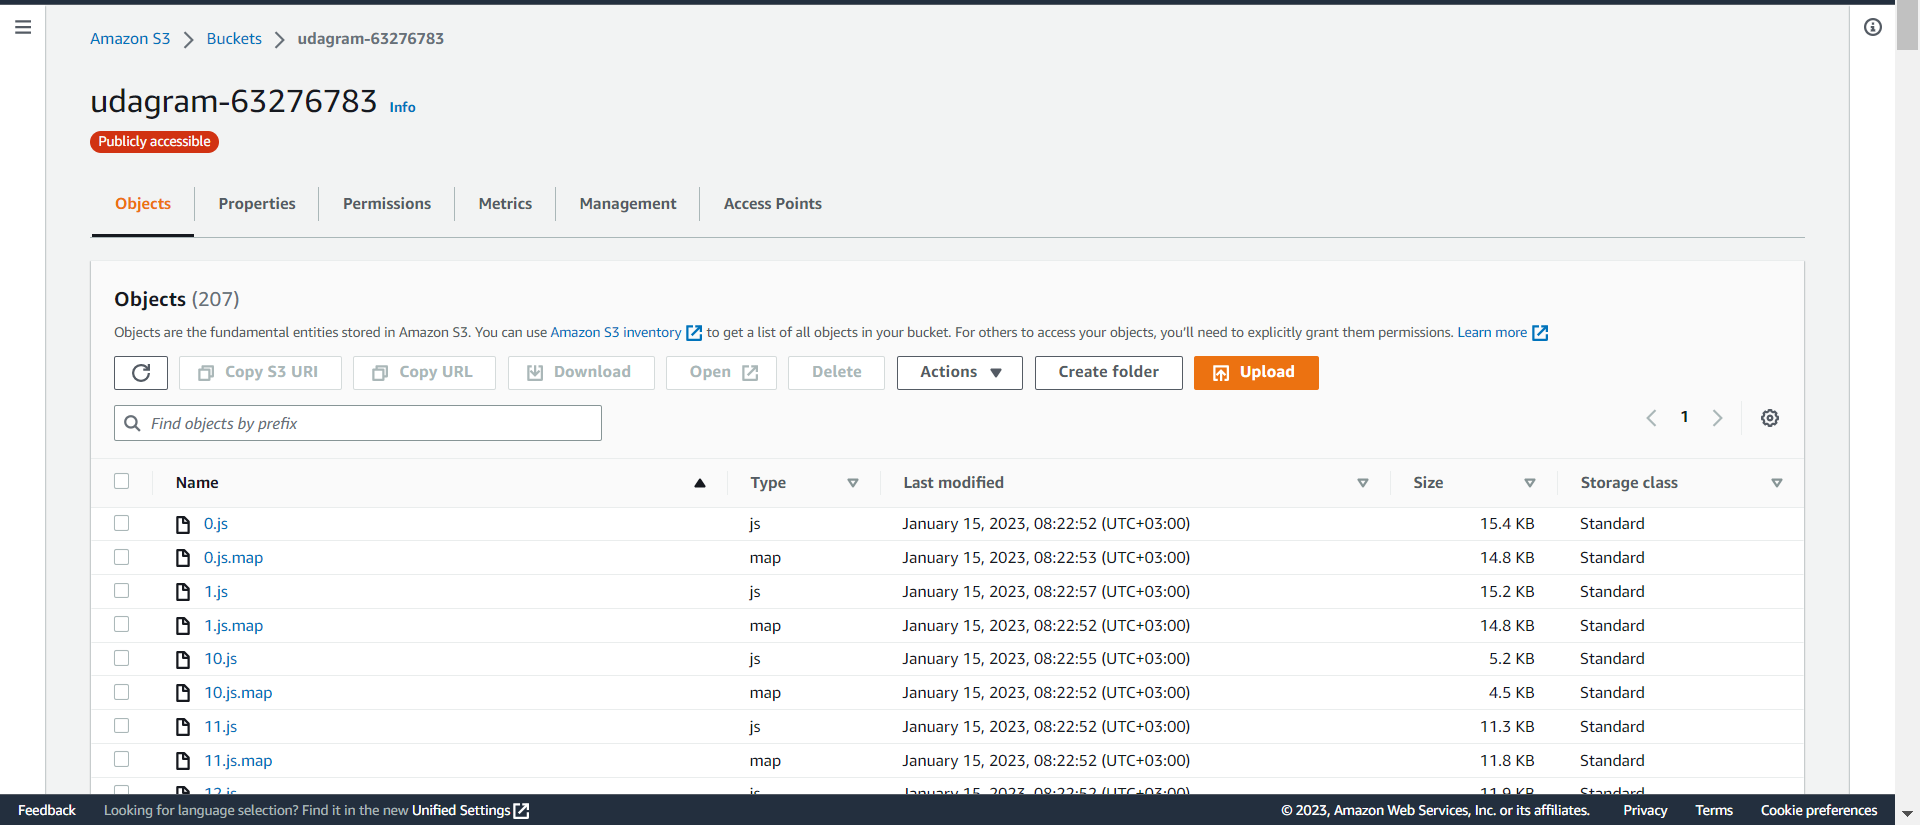 Amazon S3 > Buckets > udagram-63276783
udagram-63276783 Info
Publicly accessible
Objects Properties Permissions Metrics Management Access Points
Objects (207)
Objects are the fundamental entities stored in Amazon S3. You can use Amazon S3 inventory to get a list of all objects in your bucket. For others to access your objects, you'll need to explicitly grant them permissions. Learn more
Copy S3 URI Copy URL Download Open Delete Actions Create folder Upload
Find objects by prefix 1
Name Type Last modified Size Storage class
0.js js January 15, 2023, 08:22:52 (UTC+03:00) 15.4 KB Standard
0.js.map map January 15, 2023, 08:22:53 (UTC+03:00) 14.8 KB Standard
1.js js January 15, 2023, 08:22:57 (UTC+03:00) 15.2 KB Standard
1.js.map map January 15, 2023, 08:22:52 (UTC+03:00) 14.8 KB Standard
10.js js January 15, 2023, 08:22:55 (UTC+03:00) 5.2 KB Standard
10.js.map map January 15, 2023, 08:22:52 (UTC+03:00) 4.5 KB Standard
11.js js January 15, 2023, 08:22:52 (UTC+03:00) 11.3 KB Standard
11.js.map map January 15, 2023, 08:22:52 (UTC+03:00) 11.8 KB Standard
Feedback Looking for language selection? Find it in the new Unified Settings © 2023, Amazon Web Services, Inc. or its affiliates. Privacy Terms Cookie preferences